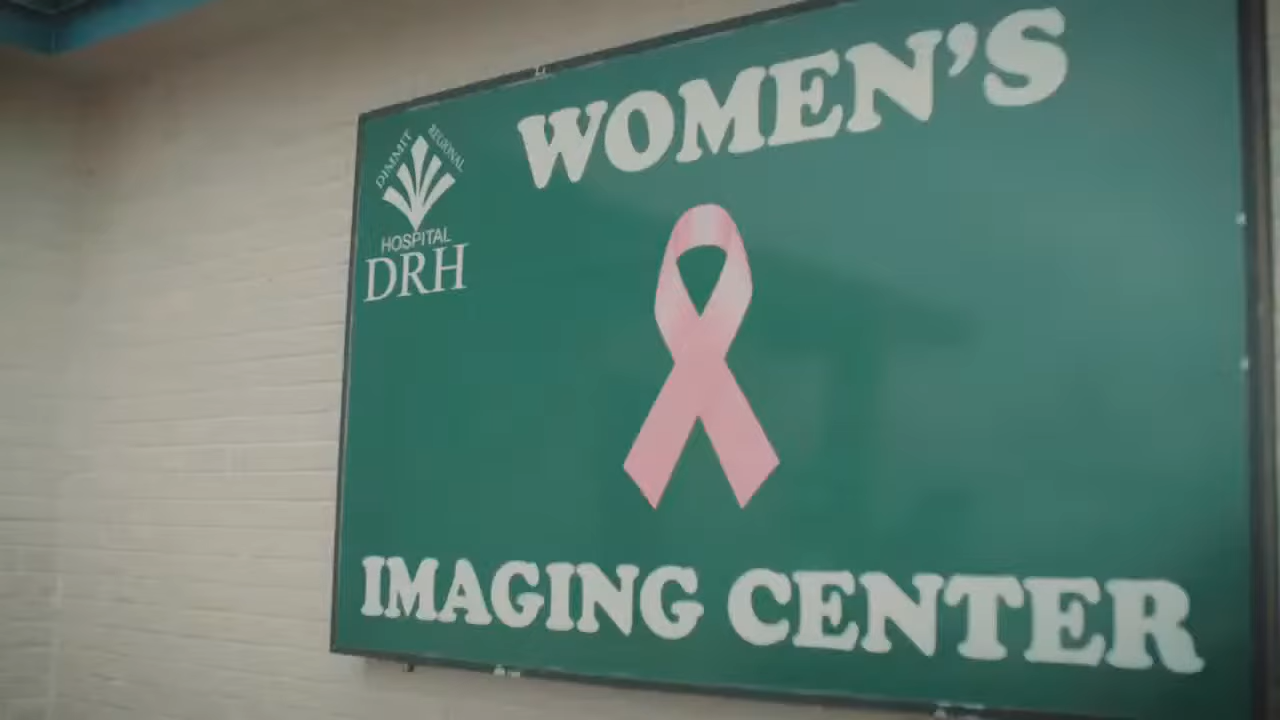 WOMEN'S
DIMMIT REGIONAL
HOSPITAL
DRH
IMAGING CENTER